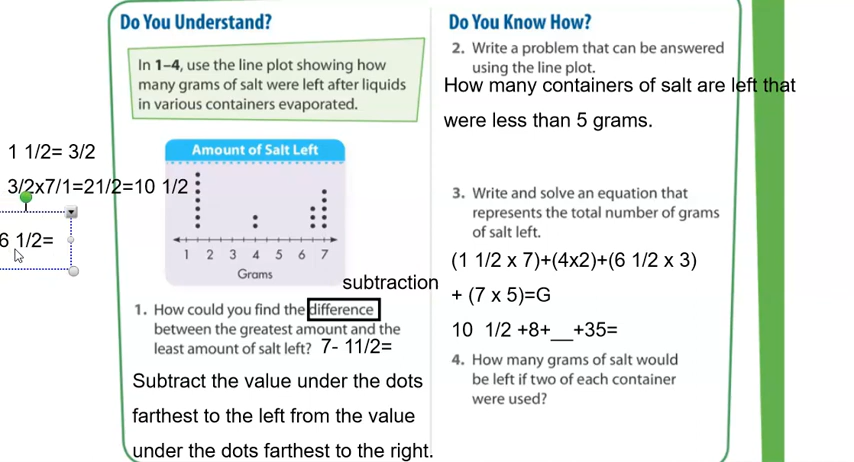 Do You Understand?
In 1–4, use the line plot showing how
many grams of salt were left after liquids
in various containers evaporated.
1 1/2= 3/2
3/2x7/1=21/2=10 1/2
6 1/2=
Amount of Salt Left
1 2 3 4 5 6 7
Grams
subtraction
1. How could you find the difference
between the greatest amount and the
least amount of salt left? 7- 11/2=
Subtract the value under the dots
farthest to the left from the value
under the dots farthest to the right.
Do You Know How?
2. Write a problem that can be answered
using the line plot.
How many containers of salt are left that
were less than 5 grams.
3. Write and solve an equation that
represents the total number of grams
of salt left.
(1 1/2 x 7)+(4x2)+(6 1/2 x 3)
+ (7 x 5)=G
10 1/2 +8+__+35=
4. How many grams of salt would
be left if two of each container
were used?